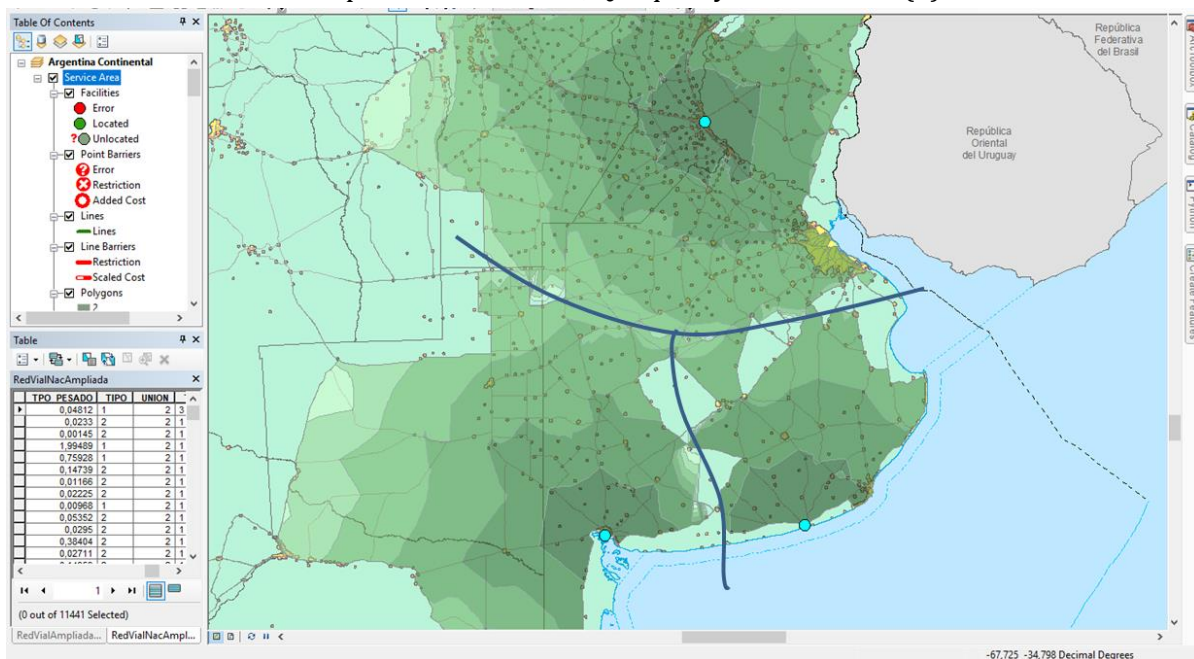 Table Of Contents
Argentina Continental
Service Area
Facilities
Error
Located
Unlocated
Point Barriers
Error
Restriction
Added Cost
Lines
Lines
Line Barriers
Restriction
Scaled Cost
Polygons
2
Table
RedVialNacAmpliada
TPO_PESADO TIPO UNION
0,04812 1 2 3
0,0233 2 2 1
0,00145 2 2 1
1,99489 1 2 1
0,75928 1 2 1
0,14739 2 2 1
0,01166 2 2 1
0,02225 2 2 1
0,00968 1 2 1
0,05352 2 2 1
0,0295 2 2 1
0,38404 2 2 1
0,02711 2 2 1
1
(0 out of 11441 Selected)
RedVialAmpliada... RedVialNacAmpl...
República
Federativa
del Brasil
República
Oriental
del Uruguay
ArcToolbox
Catalog
Create Features
-67,725 -34,798 Decimal Degrees